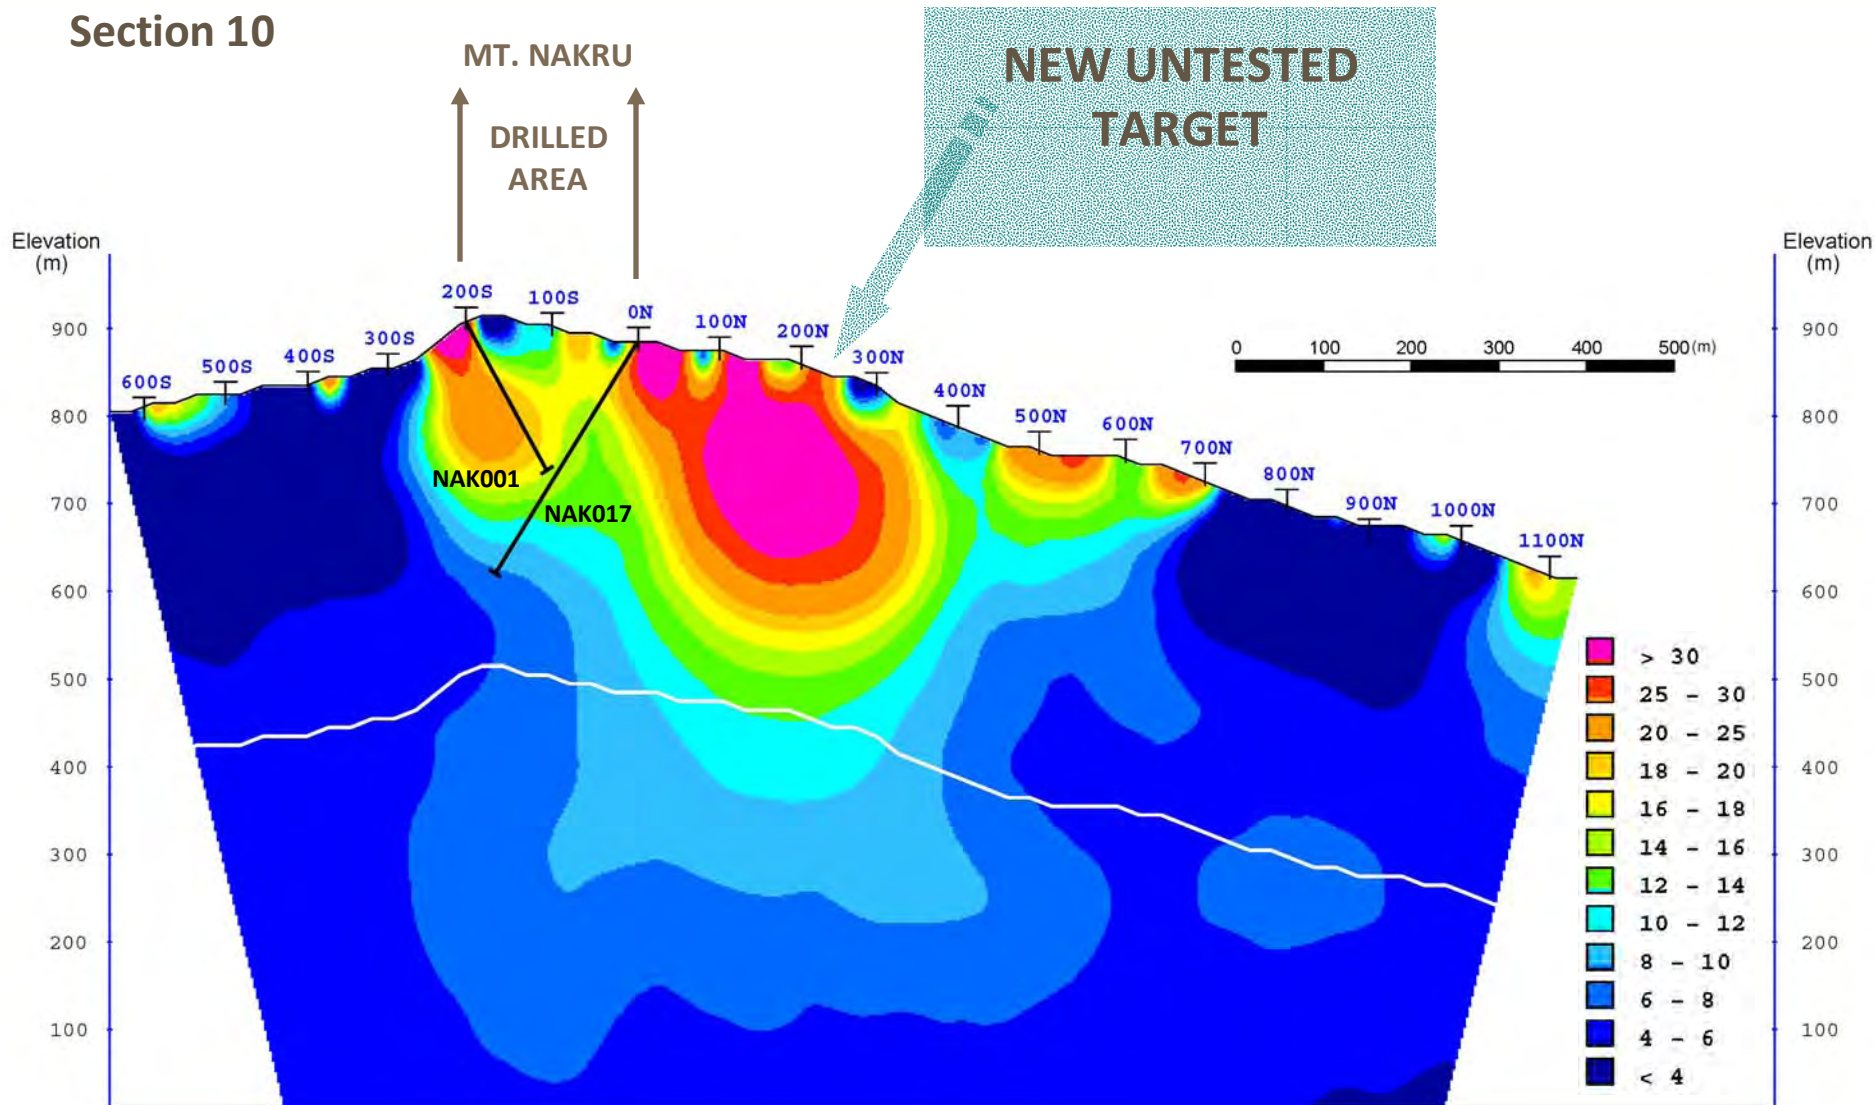 Section 10
MT. NAKRU
DRILLED
AREA
NEW UNTESTED
TARGET
Elevation
(m)
Elevation
(m)
900
800
700
600
500
400
300
200
100
600S
500S
400S
300S
200S
100S
0N
100N
200N
300N
400N
500N
600N
700N
800N
900N
1000N
1100N
0 100 200 300 400 500 (m)
NAK001
NAK017
900
800
700
600
500
400
300
200
100
> 30
25 - 30
20 - 25
18 - 20
16 - 18
14 - 16
12 - 14
10 - 12
8 - 10
6 - 8
4 - 6
< 4